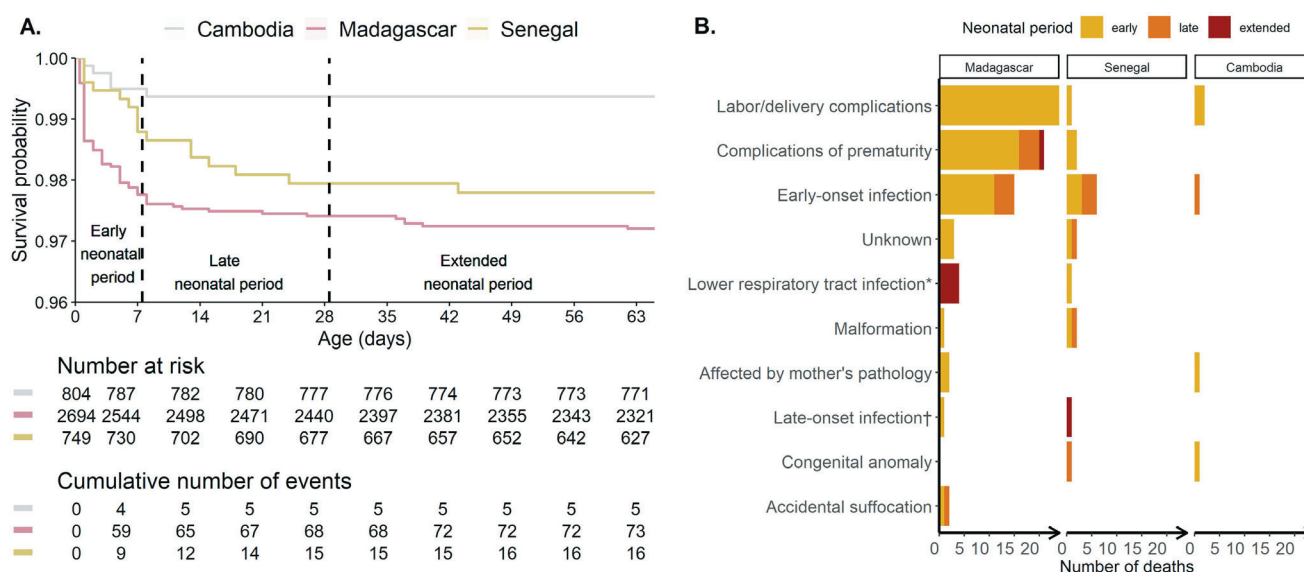 A.
Cambodia Madagascar Senegal
1.00
0.99
0.98
0.97
0.96
Survival probability
Early
neonatal
period
Late
neonatal period
Extended
neonatal period
0 7 14 21 28 35 42 49 56 63
Age (days)
Number at risk
804 787 782 780 777 776 774 773 773 771
2694 2544 2498 2471 2440 2397 2381 2355 2343 2321
749 730 702 690 677 667 657 652 642 627
Cumulative number of events
0 4 5 5 5 5 5 5 5 5
0 59 65 67 68 68 72 72 72 73
0 9 12 14 15 15 15 16 16 16
B.
Neonatal period early late extended
Madagascar Senegal Cambodia
Labor/delivery complications
Complications of prematurity
Early-onset infection
Unknown
Lower respiratory tract infection*
Malformation
Affected by mother's pathology
Late-onset infection†
Congenital anomaly
Accidental suffocation
0 5 10 15 20 0 5 10 15 20 0 5 10 15 20
Number of deaths